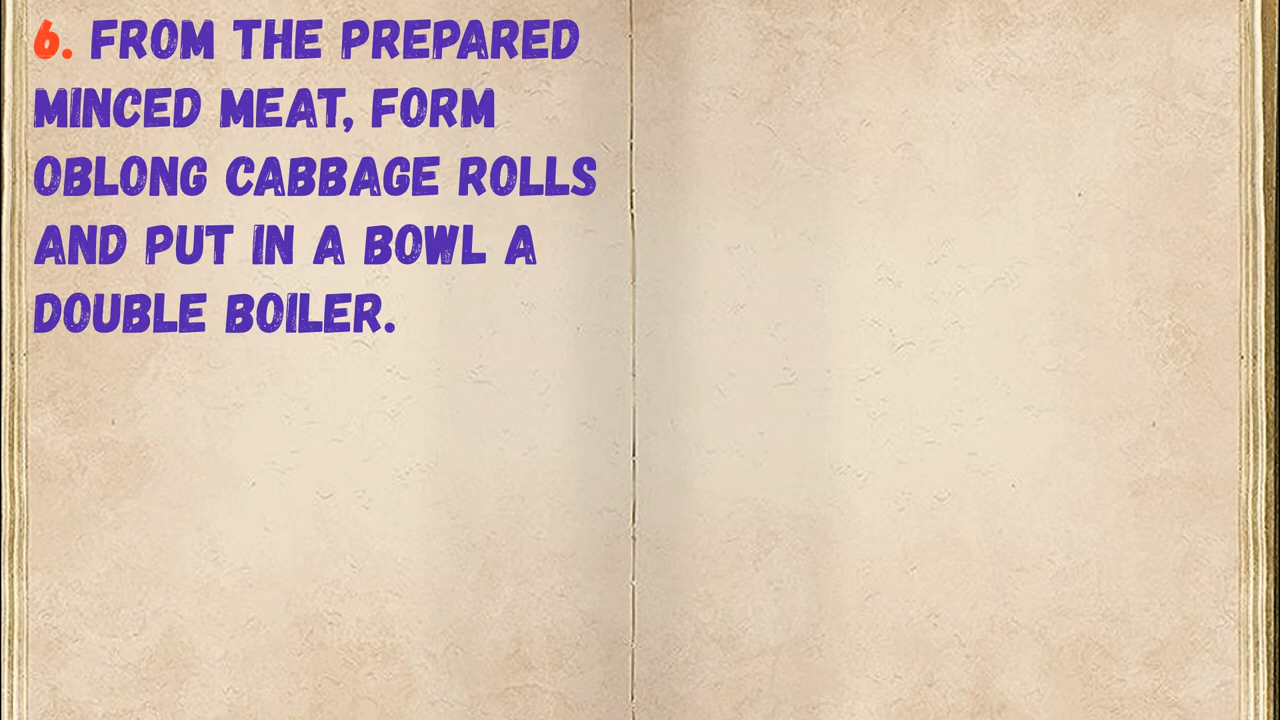 6. FROM THE PREPARED
MINCED MEAT, FORM
OBLONG CABBAGE ROLLS
AND PUT IN A BOWL A
DOUBLE BOILER.